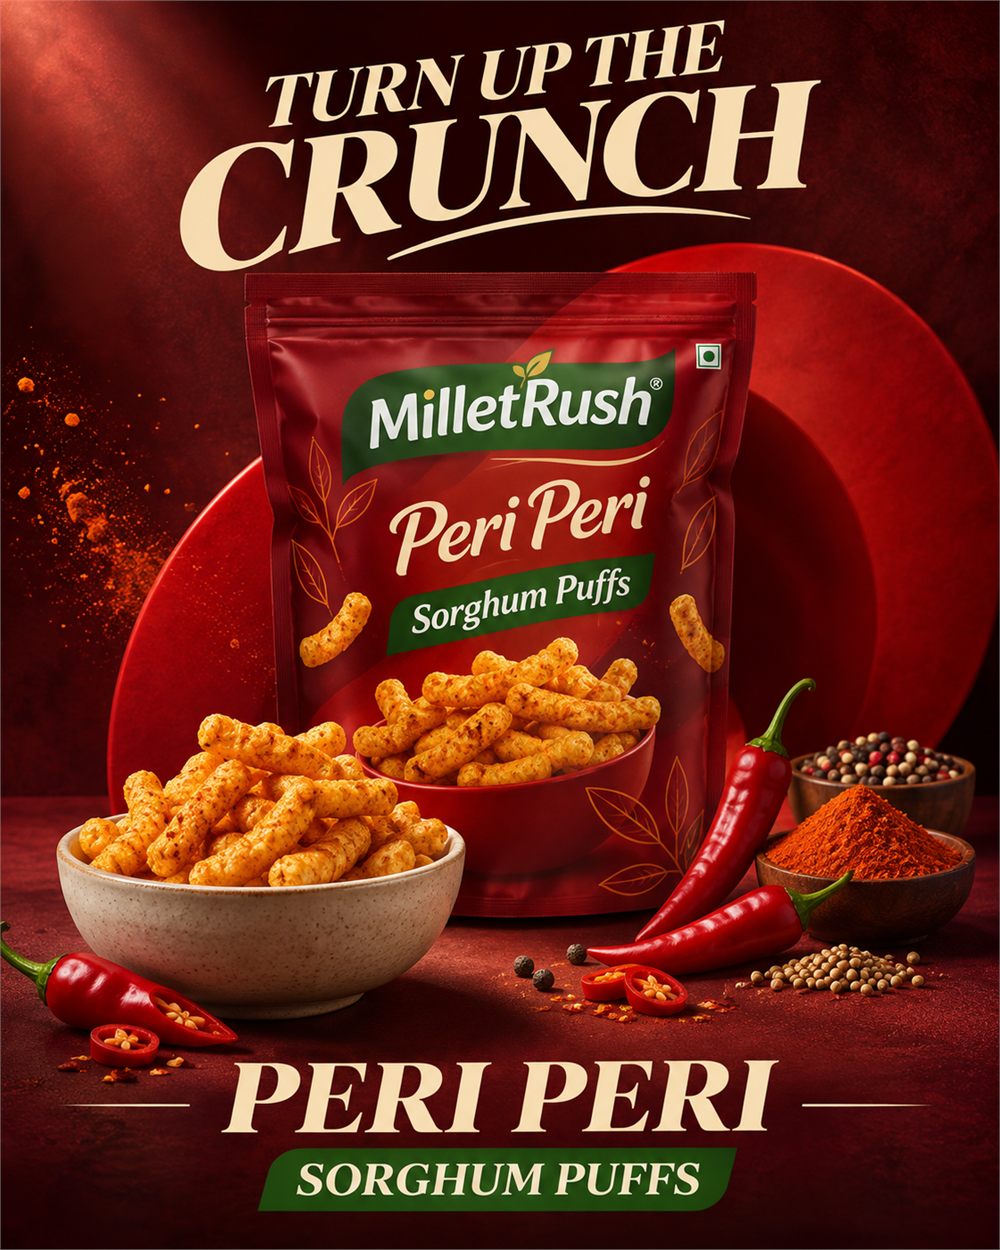 TURN UP THE
CRUNCH
MilletRush®
Peri Peri
Sorghum Puffs
PERI PERI
SORGHUM PUFFS